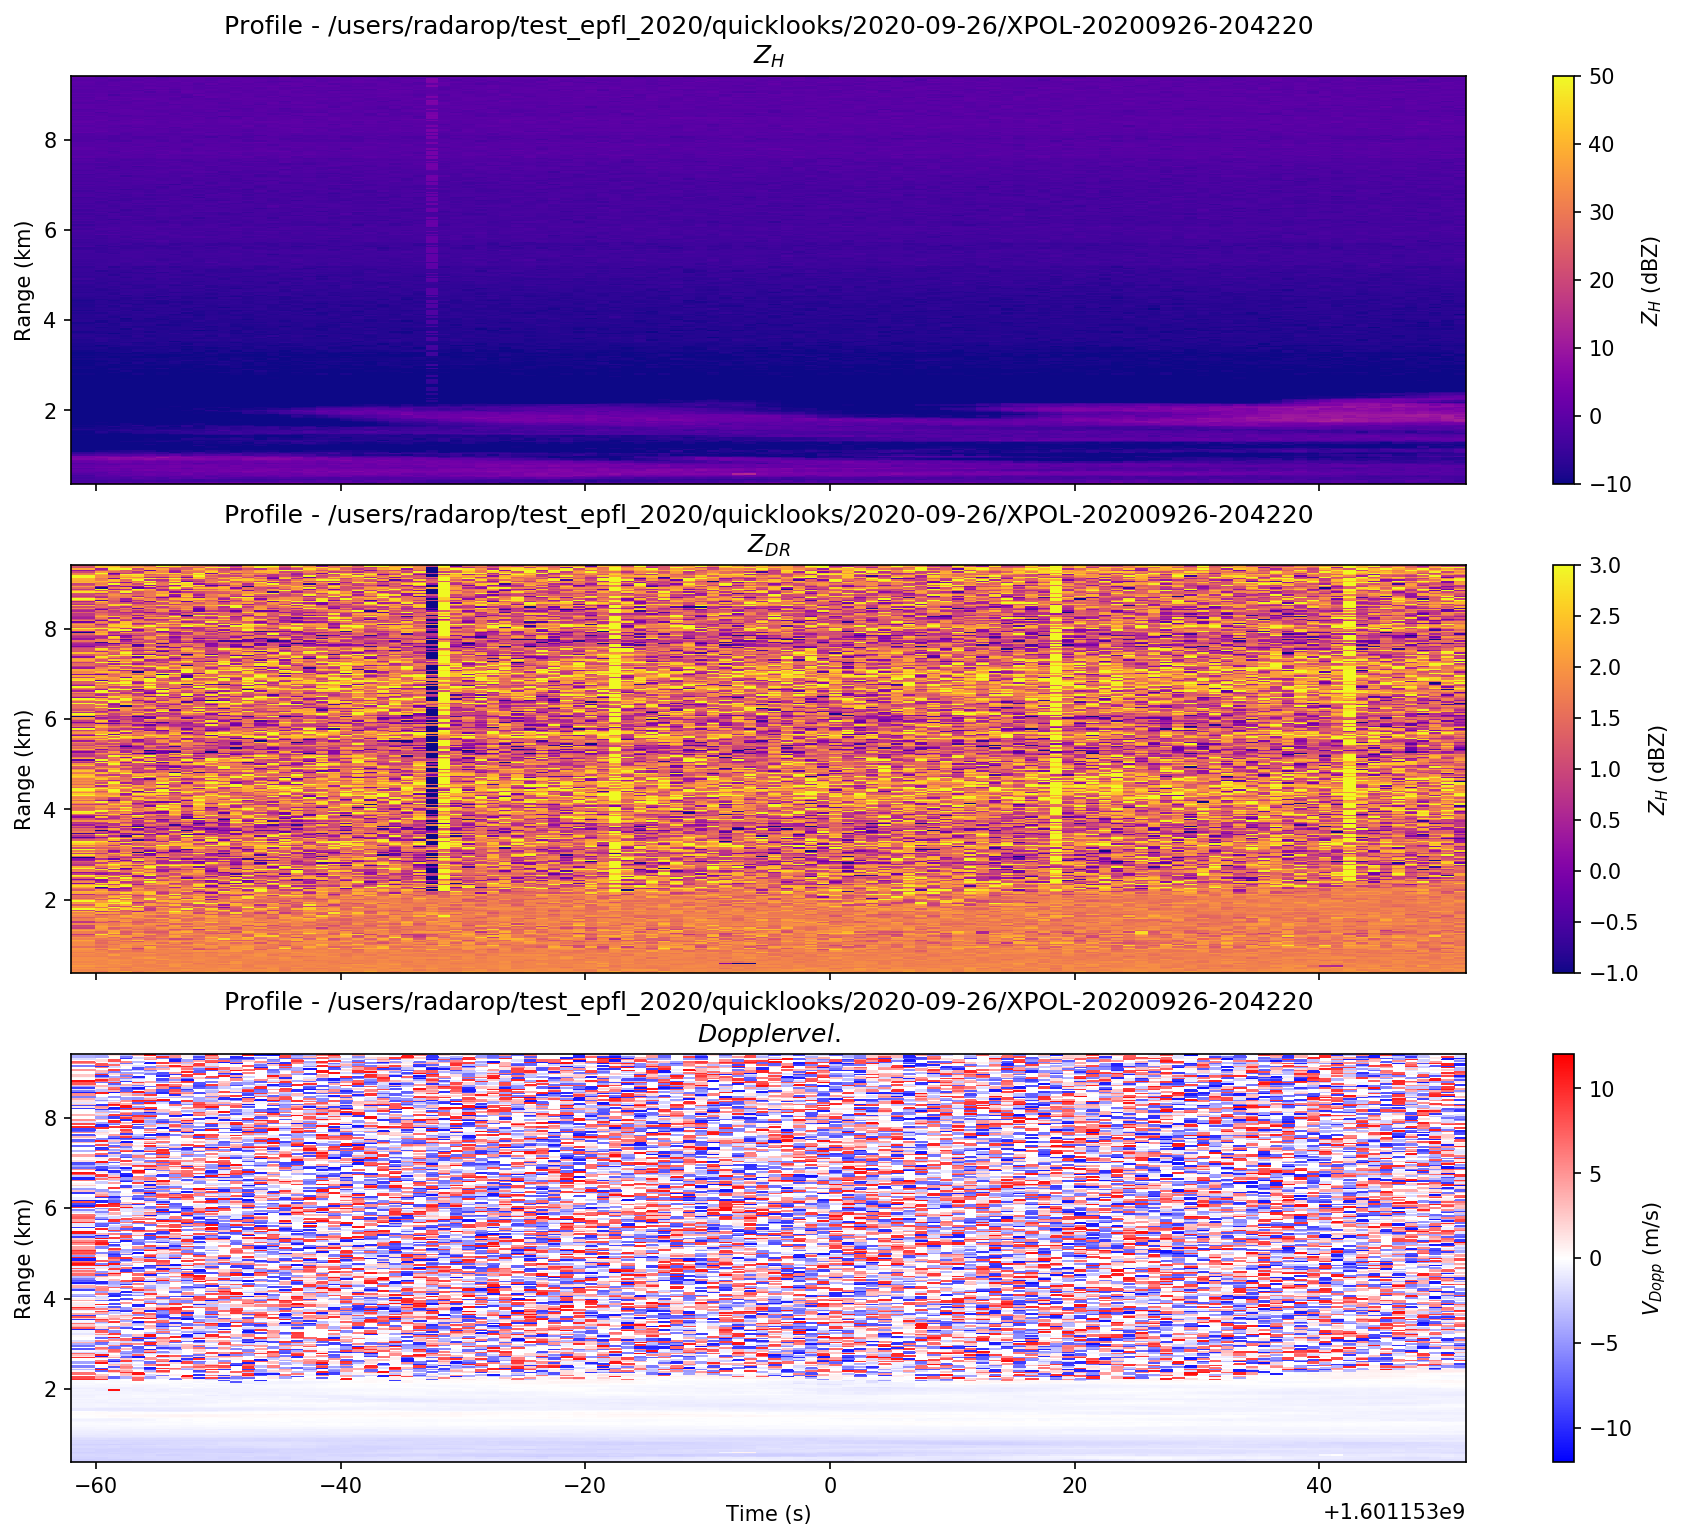 Profile - /users/radarop/test_epfl_2020/quicklooks/2020-09-26/XPOL-20200926-204220
Z_H
8
6
4
2
Range (km)
50
40
30
20
10
0
−10
Z_H (dBZ)
Profile - /users/radarop/test_epfl_2020/quicklooks/2020-09-26/XPOL-20200926-204220
Z_DR
8
6
4
2
Range (km)
3.0
2.5
2.0
1.5
1.0
0.5
0.0
−0.5
−1.0
Z_H (dBZ)
Profile - /users/radarop/test_epfl_2020/quicklooks/2020-09-26/XPOL-20200926-204220
Dopplervel.
8
6
4
2
Range (km)
10
5
0
−5
−10
V_Dopp (m/s)
−60 −40 −20 0 20 40
Time (s)
+1.601153e9